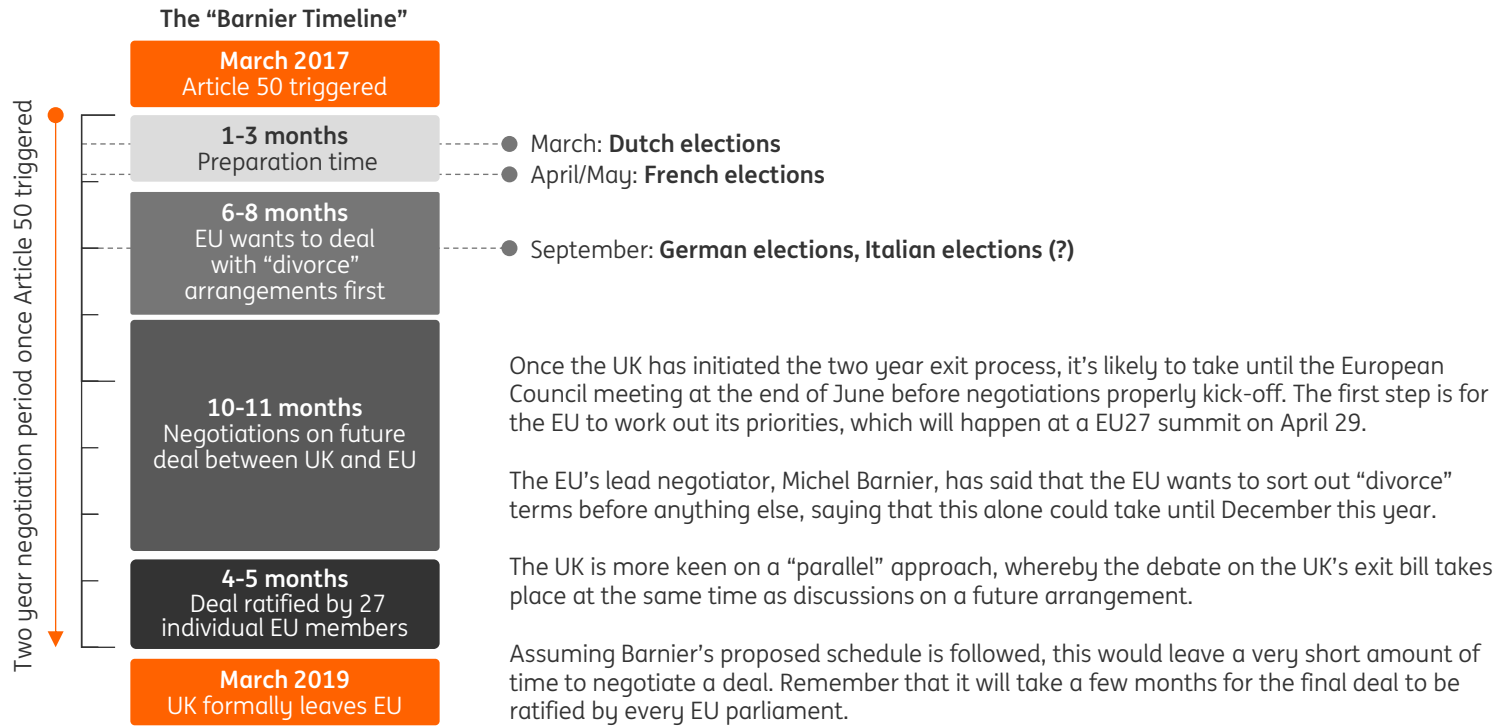 The “Barnier Timeline”
Two year negotiation period once Article 50 triggered
March 2017
Article 50 triggered
1-3 months
Preparation time
March: Dutch elections
April/May: French elections
6-8 months
EU wants to deal
with “divorce”
arrangements first
September: German elections, Italian elections (?)
10-11 months
Negotiations on future
deal between UK and EU
4-5 months
Deal ratified by 27
individual EU members
March 2019
UK formally leaves EU
Once the UK has initiated the two year exit process, it’s likely to take until the European
Council meeting at the end of June before negotiations properly kick-off. The first step is for
the EU to work out its priorities, which will happen at a EU27 summit on April 29.
The EU’s lead negotiator, Michel Barnier, has said that the EU wants to sort out “divorce”
terms before anything else, saying that this alone could take until December this year.
The UK is more keen on a “parallel” approach, whereby the debate on the UK’s exit bill takes
place at the same time as discussions on a future arrangement.
Assuming Barnier’s proposed schedule is followed, this would leave a very short amount of
time to negotiate a deal. Remember that it will take a few months for the final deal to be
ratified by every EU parliament.